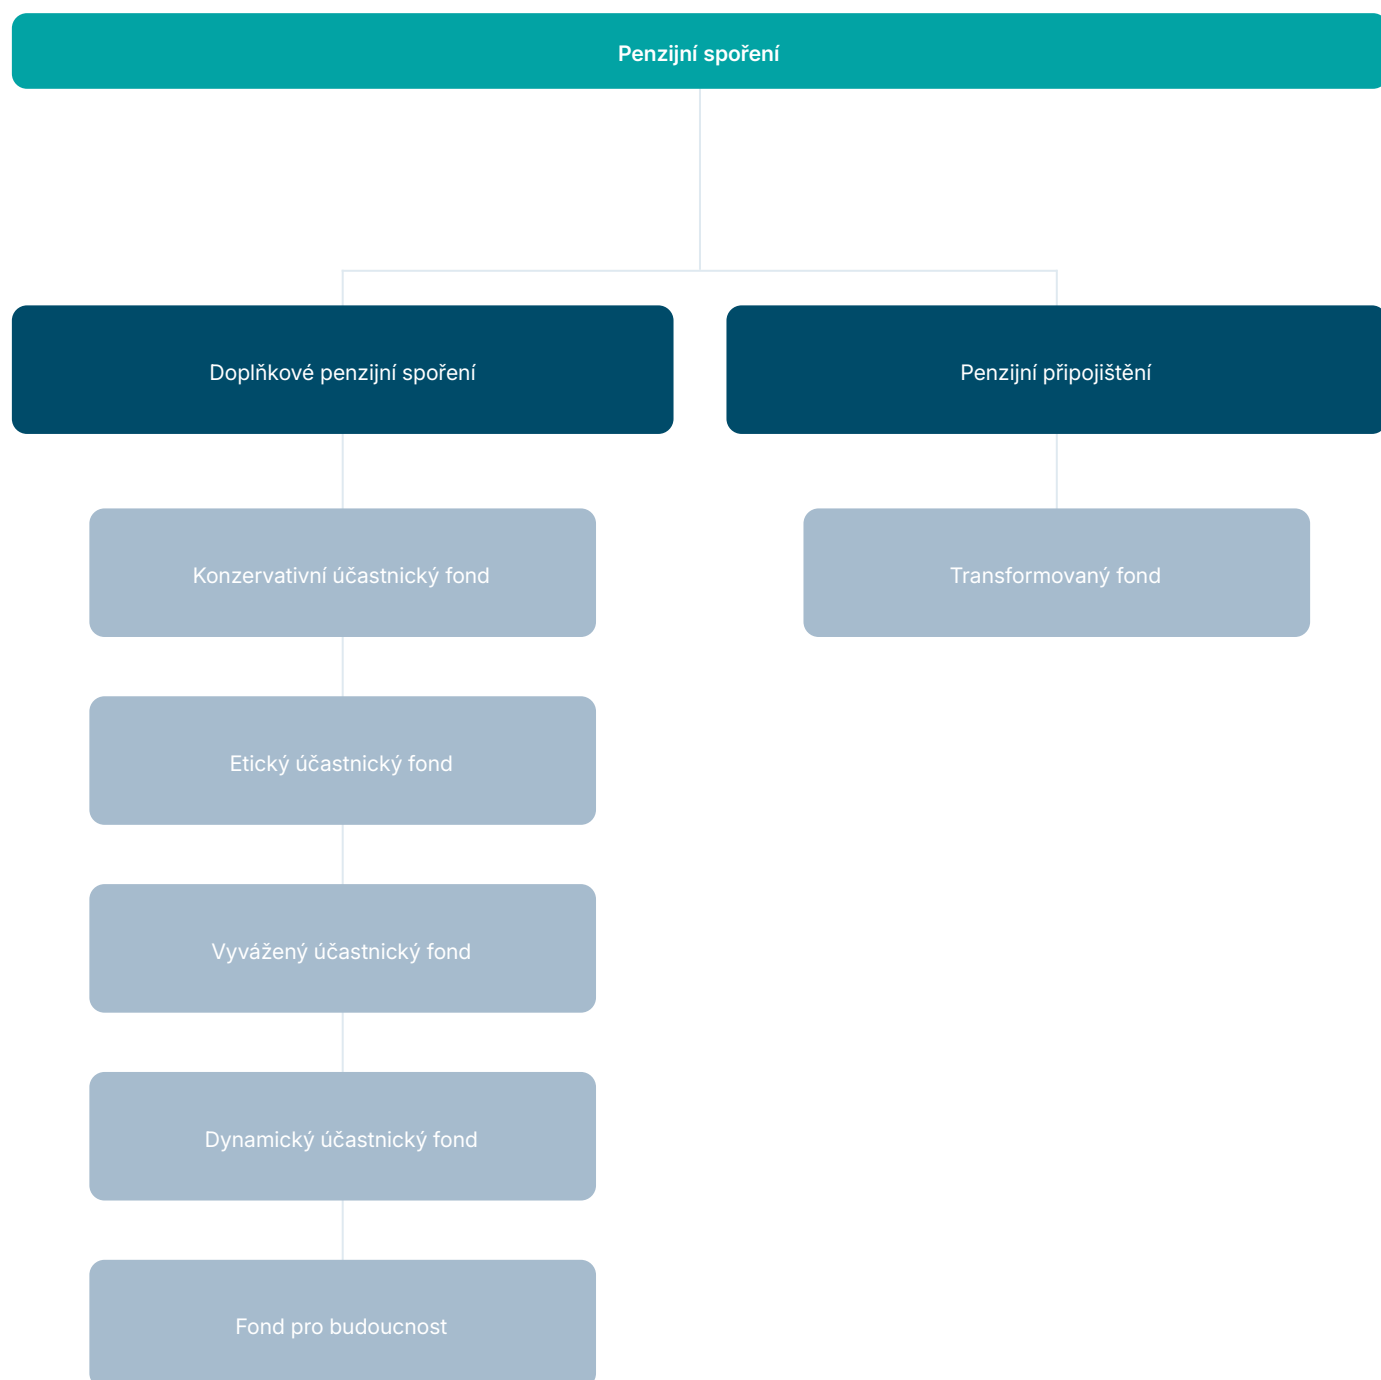 Penzijní spoření
Doplňkové penzijní spoření
Penzijní připojištění
Konzervativní účastnický fond
Transformovaný fond
Etický účastnický fond
Vyvážený účastnický fond
Dynamický účastnický fond
Fond pro budoucnost